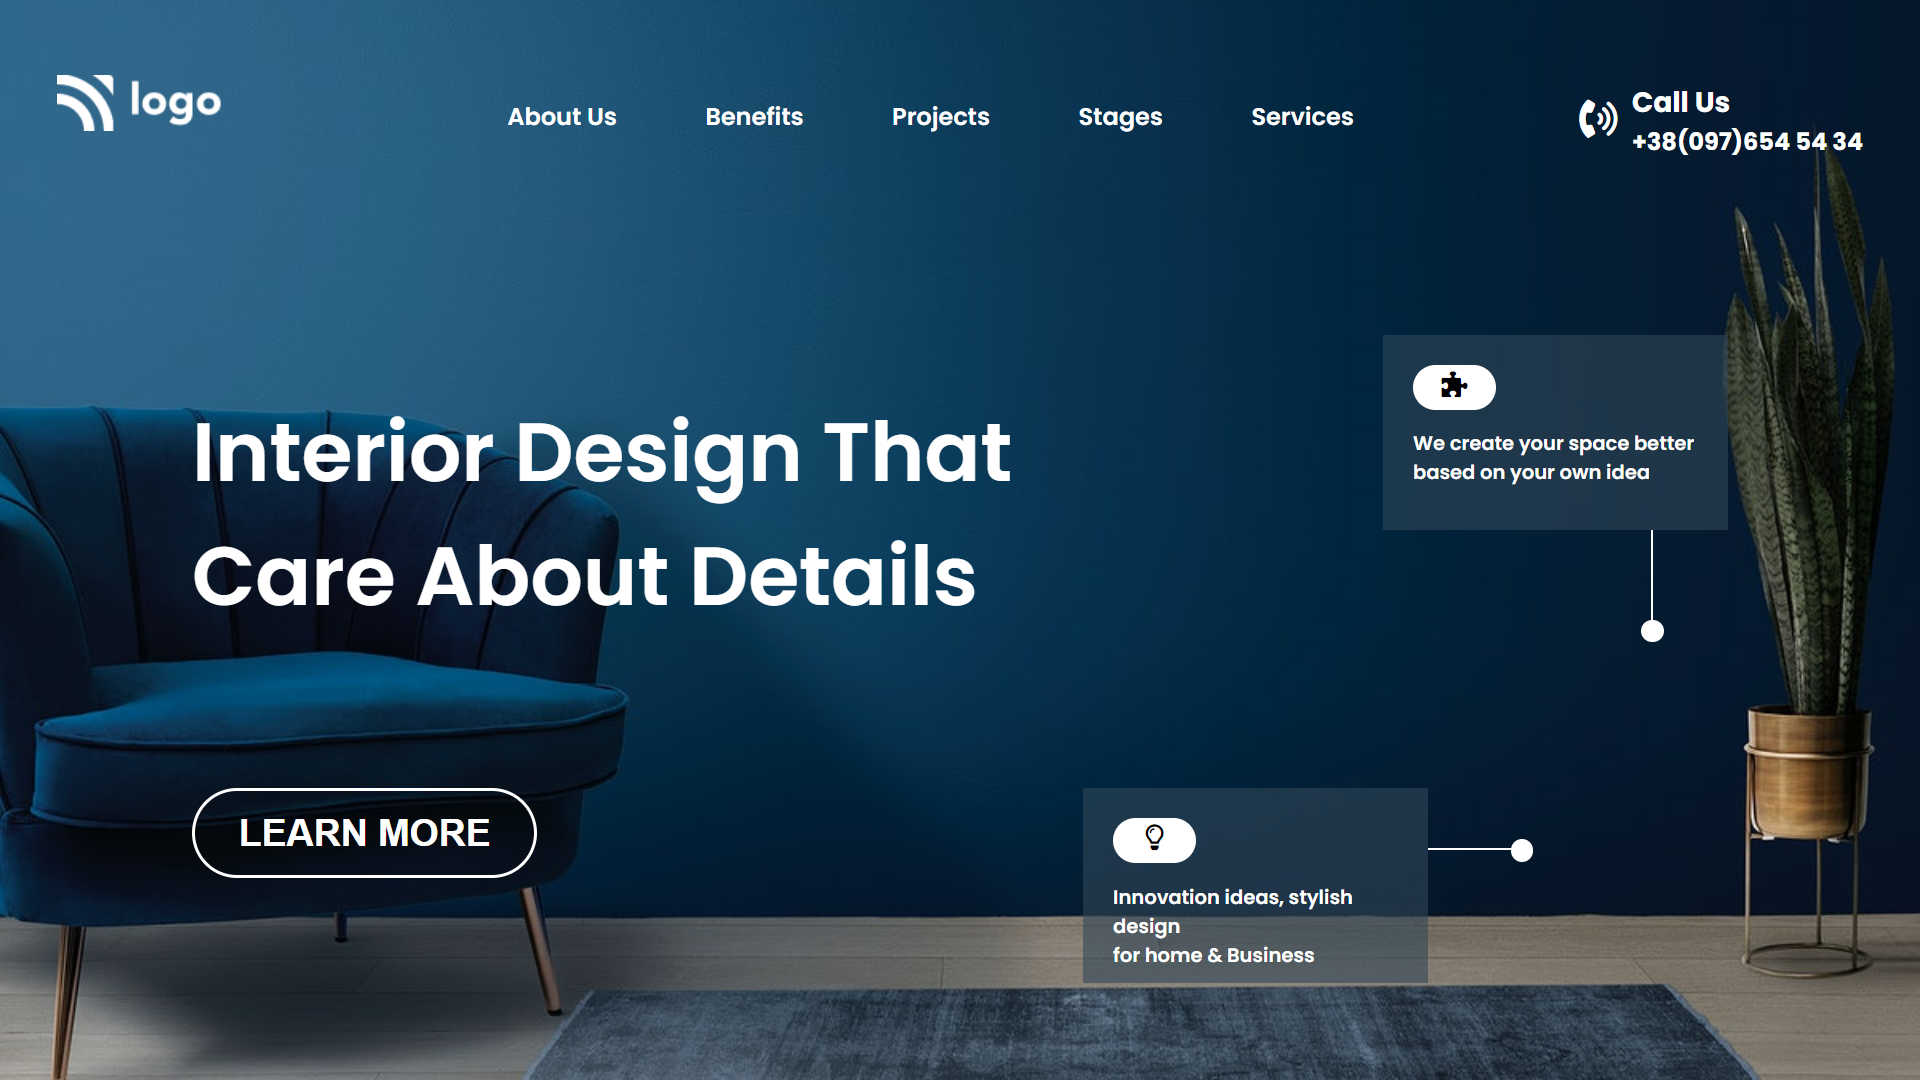 logo
About Us
Benefits
Projects
Stages
Services
Call Us
+38(097)654 54 34
Interior Design That
Care About Details
We create your space better
based on your own idea
LEARN MORE
Innovation ideas, stylish
design
for home & Business